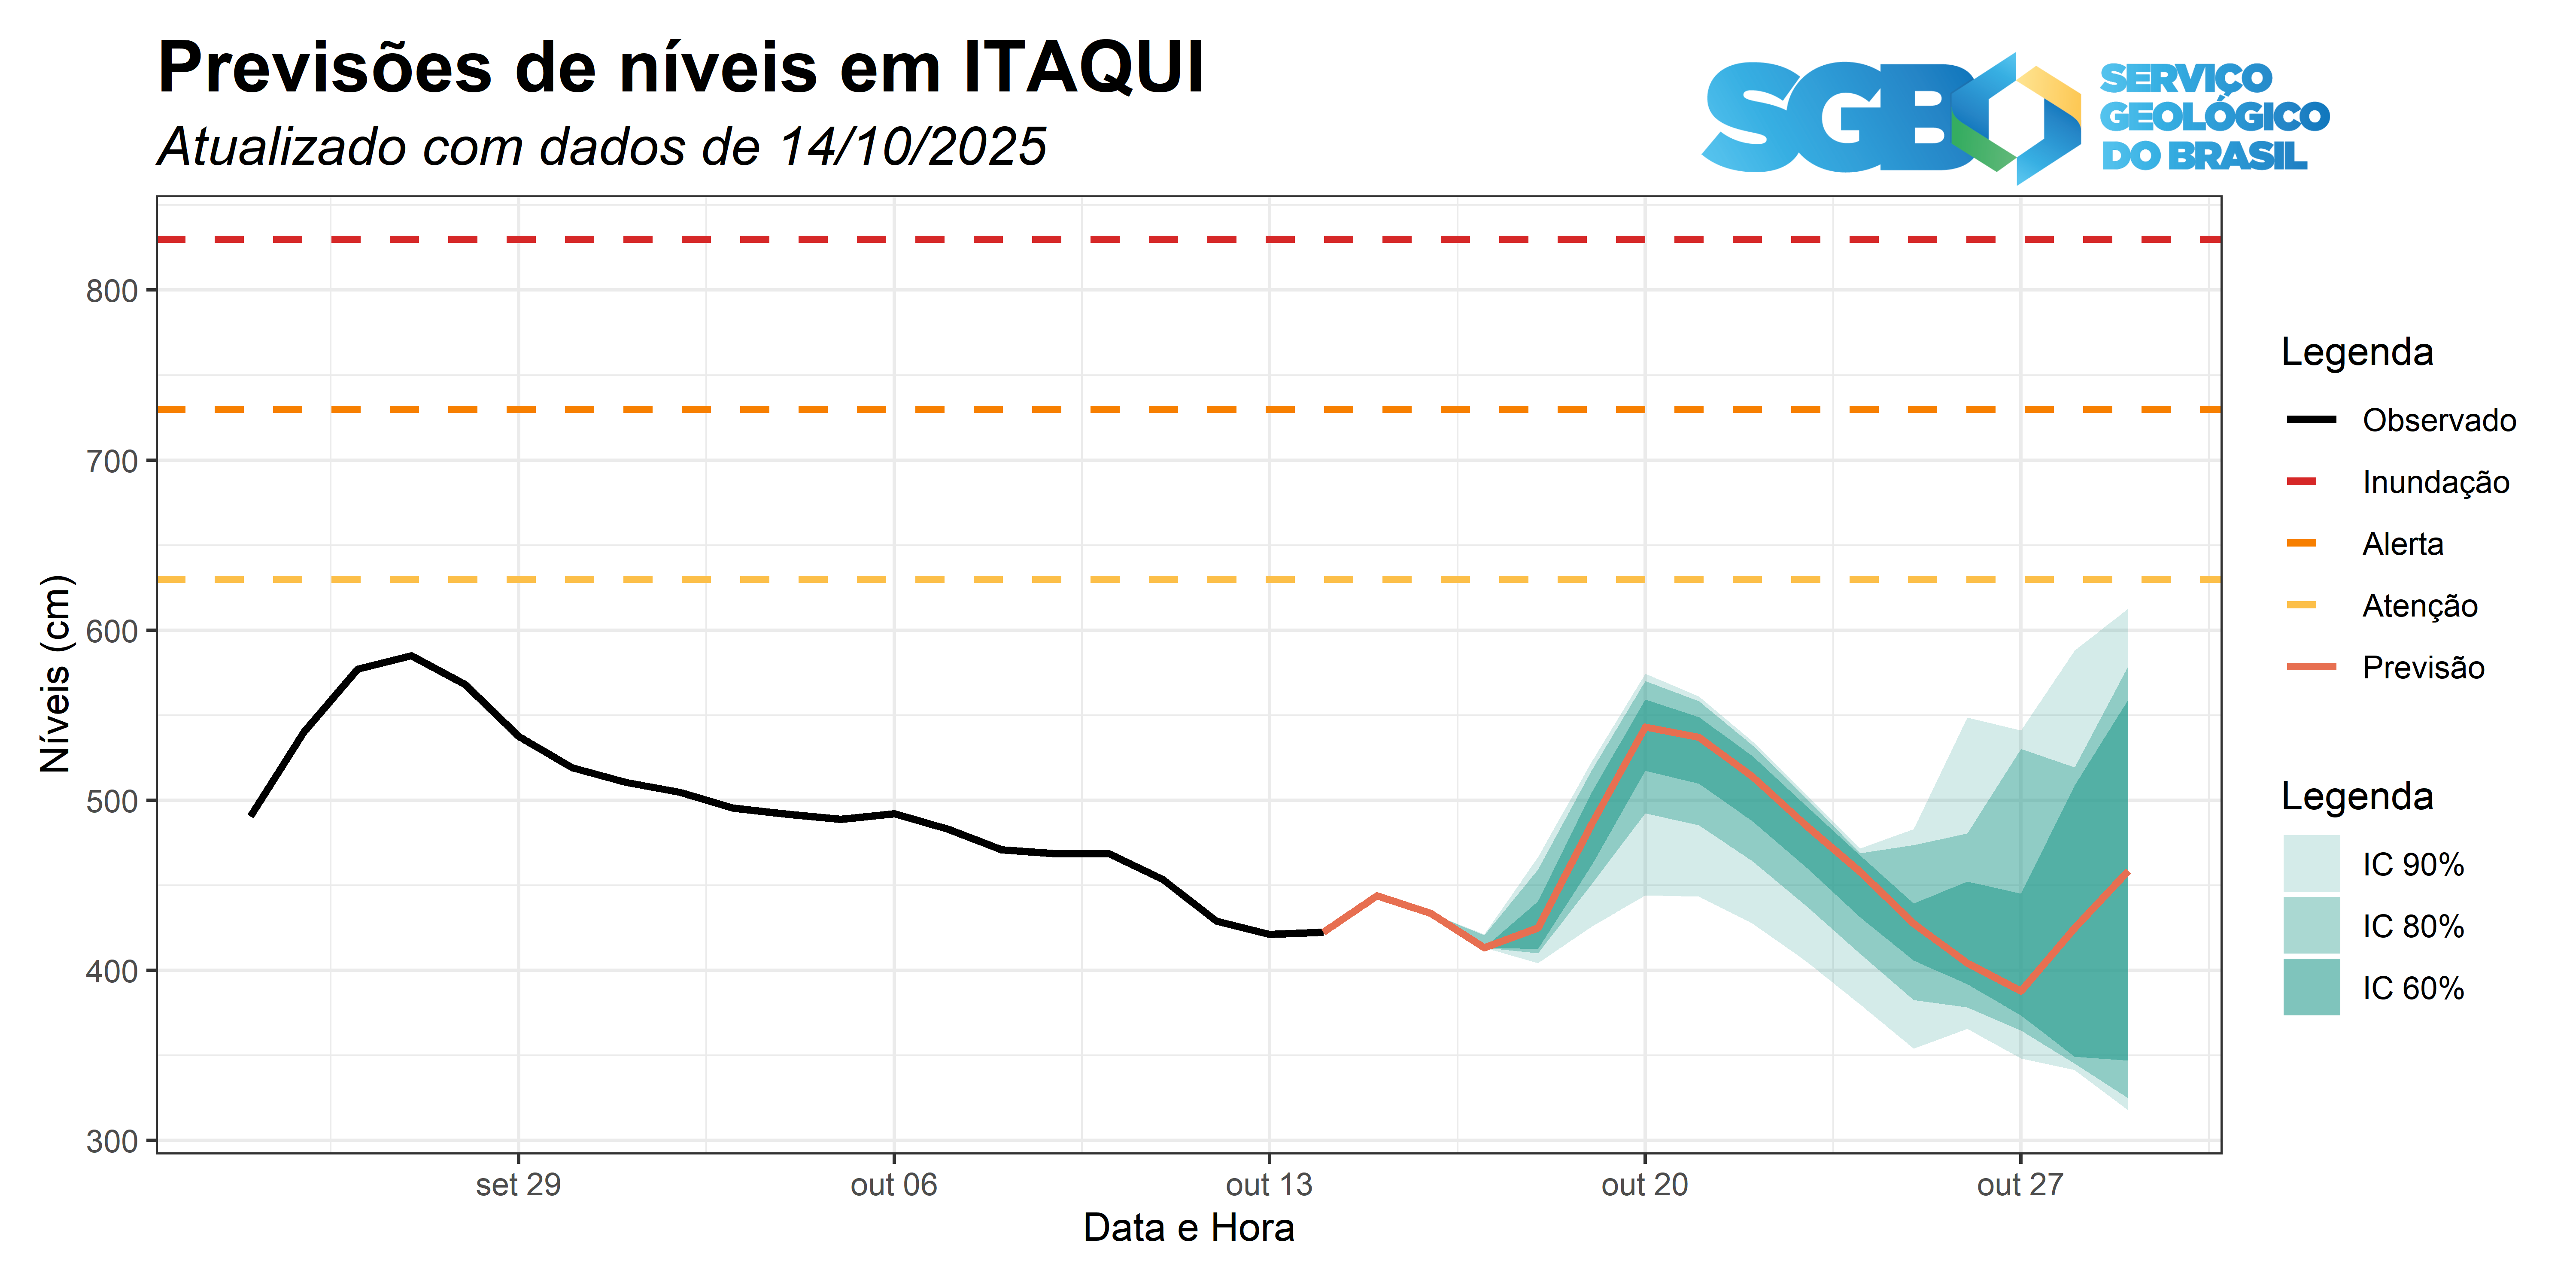 Previsões de níveis em ITAQUI
Atualizado com dados de 14/10/2025
SGB
SERVIÇO
GEOLÓGICO
DO BRASIL
Níveis (cm)
800
700
600
500
400
300
set 29
out 06
out 13
out 20
out 27
Data e Hora
Legenda
Observado
Inundação
Alerta
Atenção
Previsão
Legenda
IC 90%
IC 80%
IC 60%